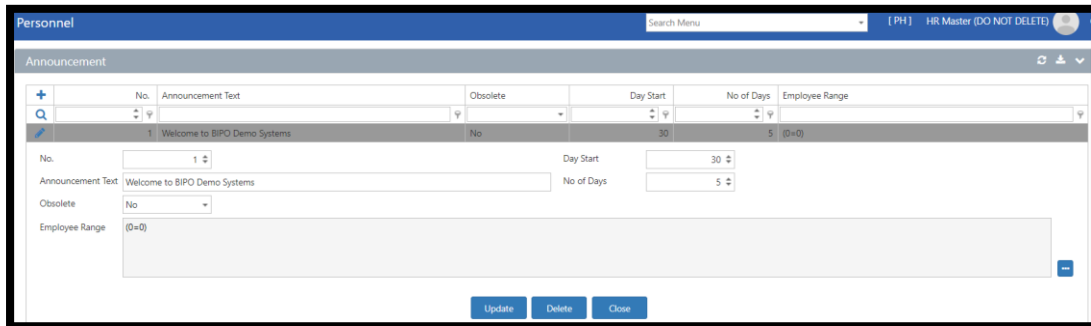 Personnel
Search Menu
[ PH ] HR Master (DO NOT DELETE)
Announcement
No. Announcement Text Obsolete Day Start No of Days Employee Range
1 Welcome to BIPO Demo Systems No 30 5 (0=0)
No. 1 Day Start 30
Announcement Text Welcome to BIPO Demo Systems No of Days 5
Obsolete No
Employee Range (0=0)
Update Delete Close